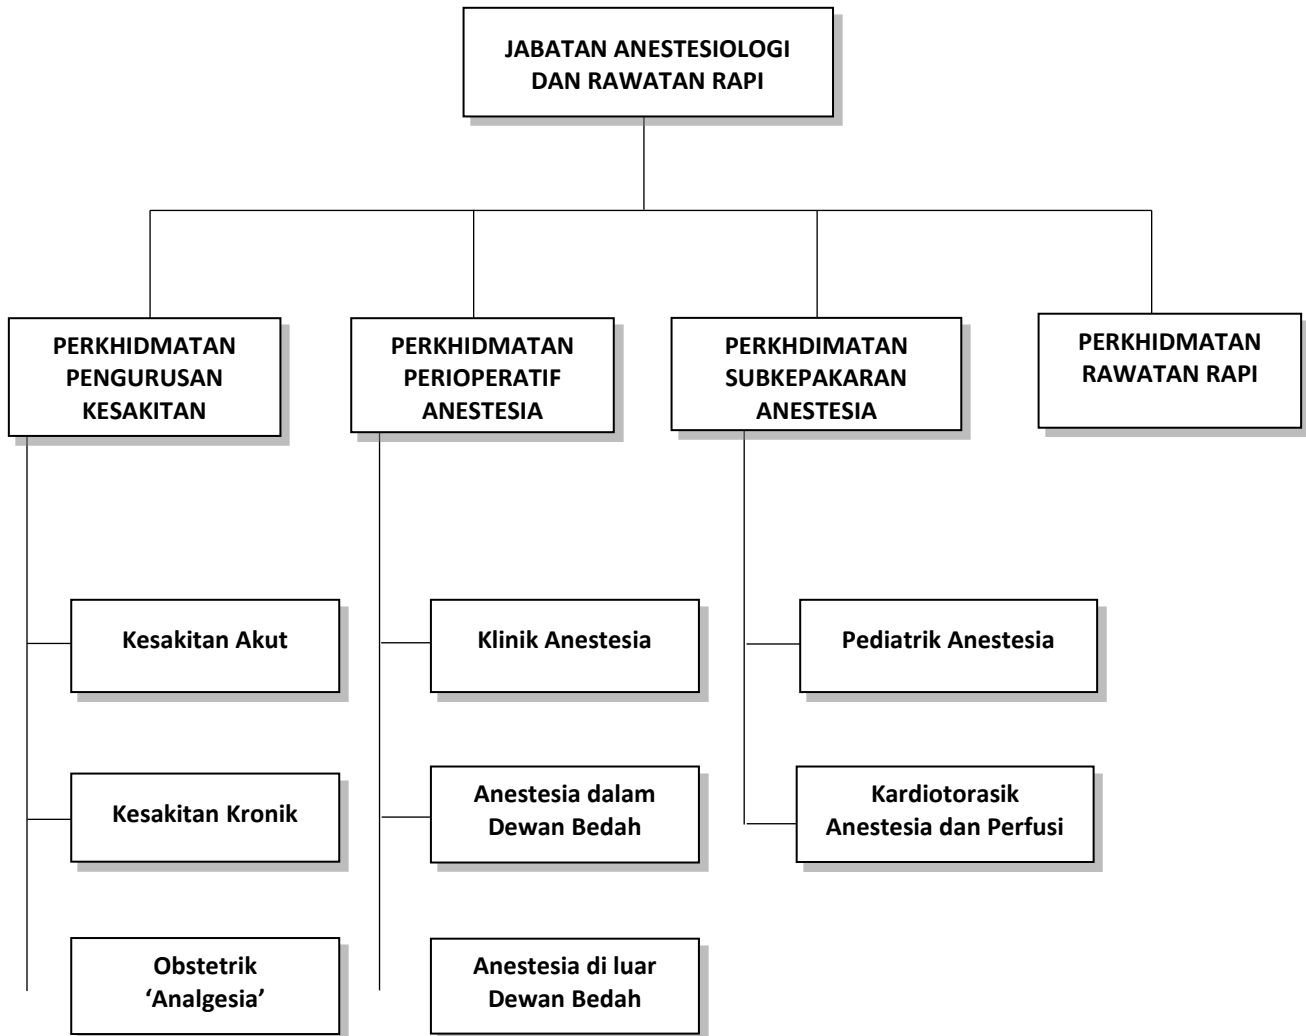 JABATAN ANESTESIOLOGI
DAN RAWATAN RAPI
PERKHIDMATAN
PENGURUSAN
KESAKITAN
PERKHIDMATAN
PERIOPERATIF
ANESTESIA
PERKHDIMATAN
SUBKEPAKARAN
ANESTESIA
PERKHIDMATAN
RAWATAN RAPI
Kesakitan Akut
Klinik Anestesia
Pediatrik Anestesia
Kesakitan Kronik
Anestesia dalam
Dewan Bedah
Kardiotorasik
Anestesia dan Perfusi
Obstetrik
‘Analgesia’
Anestesia di luar
Dewan Bedah